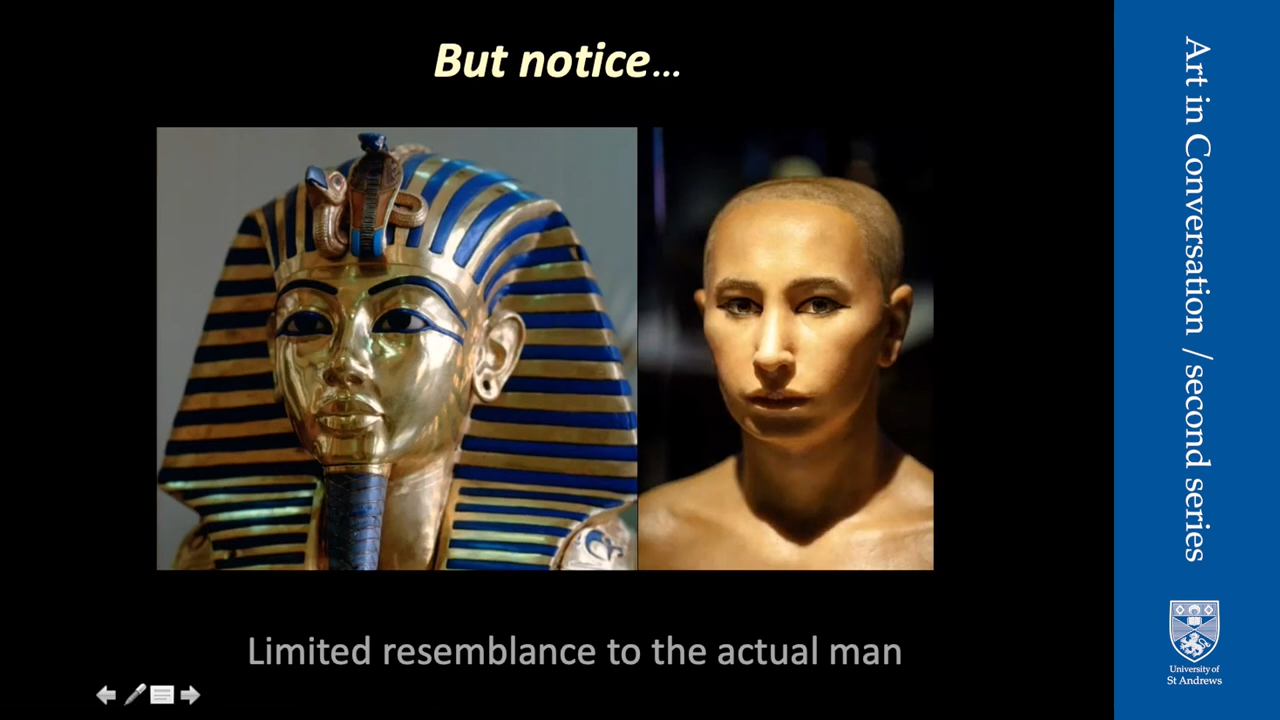 But notice...
Limited resemblance to the actual man
Art in Conversation / second series
University of
St Andrews